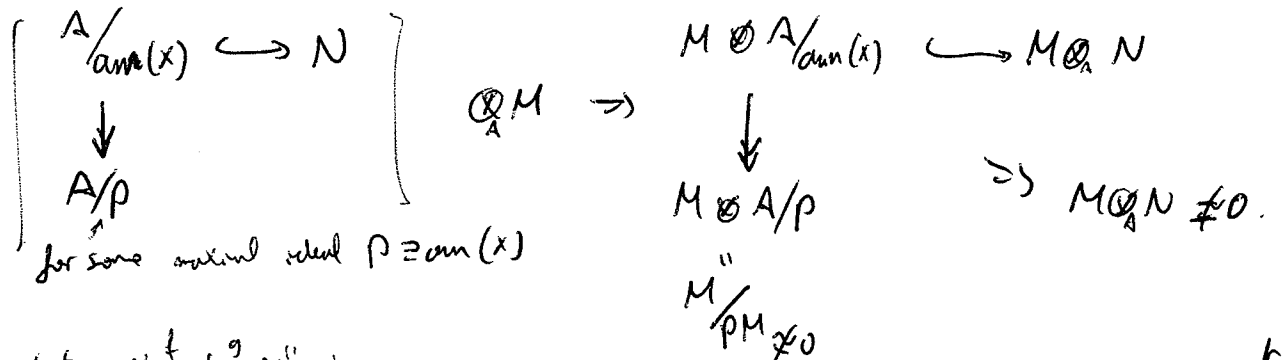 A/ann(x) ↪ N
↓
A/p
for some maximal ideal p ⊇ ann(x)
⊗_A M ⇒
M ⊗ A/ann(x) ↪ M ⊗_A N
↓
M ⊗ A/p
M/pM ≠ 0
⇒ M ⊗_A N ≠ 0.